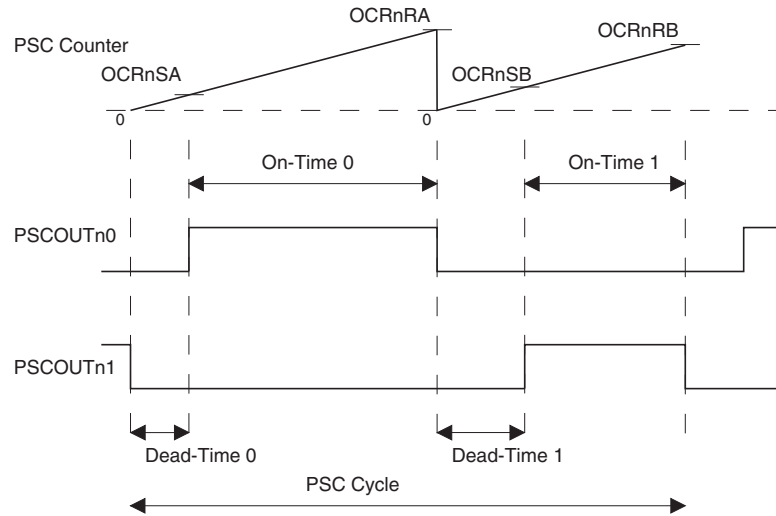 OCRnRA
OCRnRB
PSC Counter
OCRnSA
OCRnSB
0
0
On-Time 0
On-Time 1
PSCOUTn0
PSCOUTn1
Dead-Time 0
Dead-Time 1
PSC Cycle